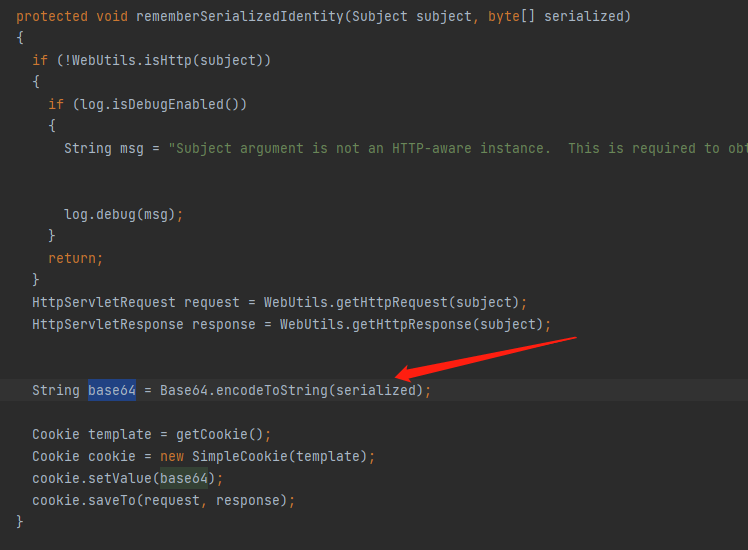 protected void rememberSerializedIdentity(Subject subject, byte[] serialized)
{
if (!WebUtils.isHttp(subject))
{
if (log.isDebugEnabled())
{
String msg = "Subject argument is not an HTTP-aware instance.  This is required to obt
log.debug(msg);
}
return;
}
HttpServletRequest request = WebUtils.getHttpRequest(subject);
HttpServletResponse response = WebUtils.getHttpResponse(subject);
String base64 = Base64.encodeToString(serialized);
Cookie template = getCookie();
Cookie cookie = new SimpleCookie(template);
cookie.setValue(base64);
cookie.saveTo(request, response);
}